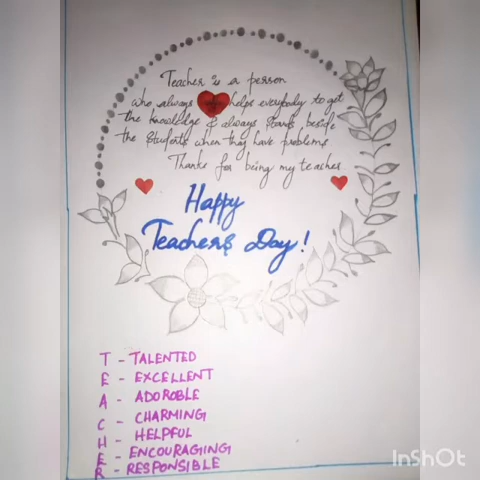 Teacher is a person
who always helps everybody to get
the knowledge & always stands beside
the students when they have problems
Thanks for being my teacher.
Happy
Teachers Day!
T - TALENTED
E - EXCELLENT
A - ADOROBLE
C - CHARMING
H - HELPFUL
E - ENCOURAGING
R - RESPONSIBLE
InShOt